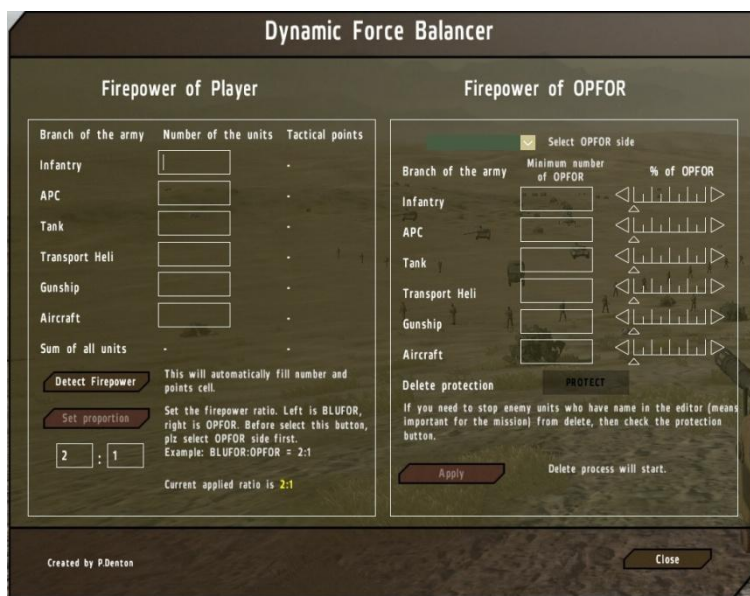 Dynamic Force Balancer
Firepower of Player
Branch of the army Number of the units Tactical points
Infantry -
APC -
Tank -
Transport Heli -
Gunship -
Aircraft -
Sum of all units - -
Detect Firepower
This will automatically fill number and
points cell.
Set proportion
Set the firepower ratio. Left is BLUFOR,
right is OPFOR. Before select this button,
plz select OPFOR side first.
Example: BLUFOR:OPFOR = 2:1
2 : 1
Current applied ratio is 2:1
Firepower of OPFOR
Select OPFOR side
Branch of the army
Minimum number
of OPFOR
% of OPFOR
Infantry
APC
Tank
Transport Heli
Gunship
Aircraft
Delete protection PROTECT
If you need to stop enemy units who have name in the editor (means
important for the mission) from delete, then check the protection
button.
Apply
Delete process will start.
Created by P.Denton
Close